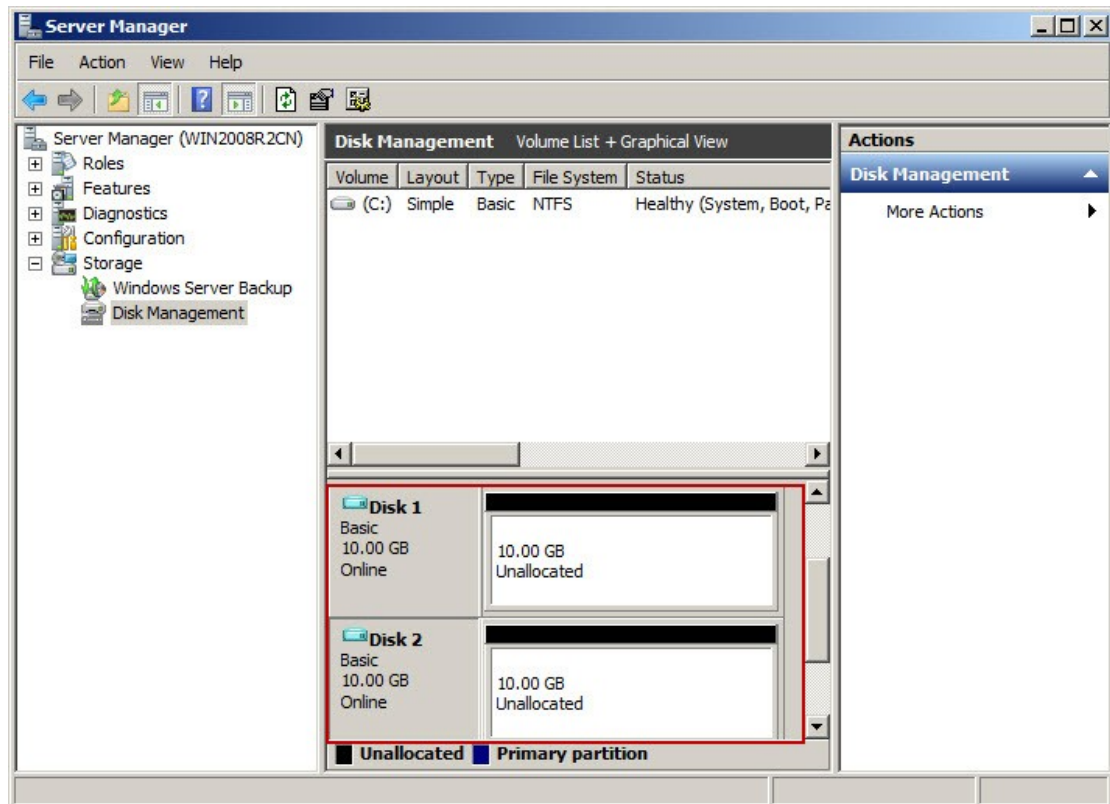 Server Manager
File Action View Help
Server Manager (WIN2008R2CN)
Roles
Features
Diagnostics
Configuration
Storage
Windows Server Backup
Disk Management
Disk Management Volume List + Graphical View
Volume Layout Type File System Status
(C:) Simple Basic NTFS Healthy (System, Boot, Pa
Disk 1
Basic
10.00 GB
Online
10.00 GB
Unallocated
Disk 2
Basic
10.00 GB
Online
10.00 GB
Unallocated
Unallocated Primary partition
Actions
Disk Management
More Actions